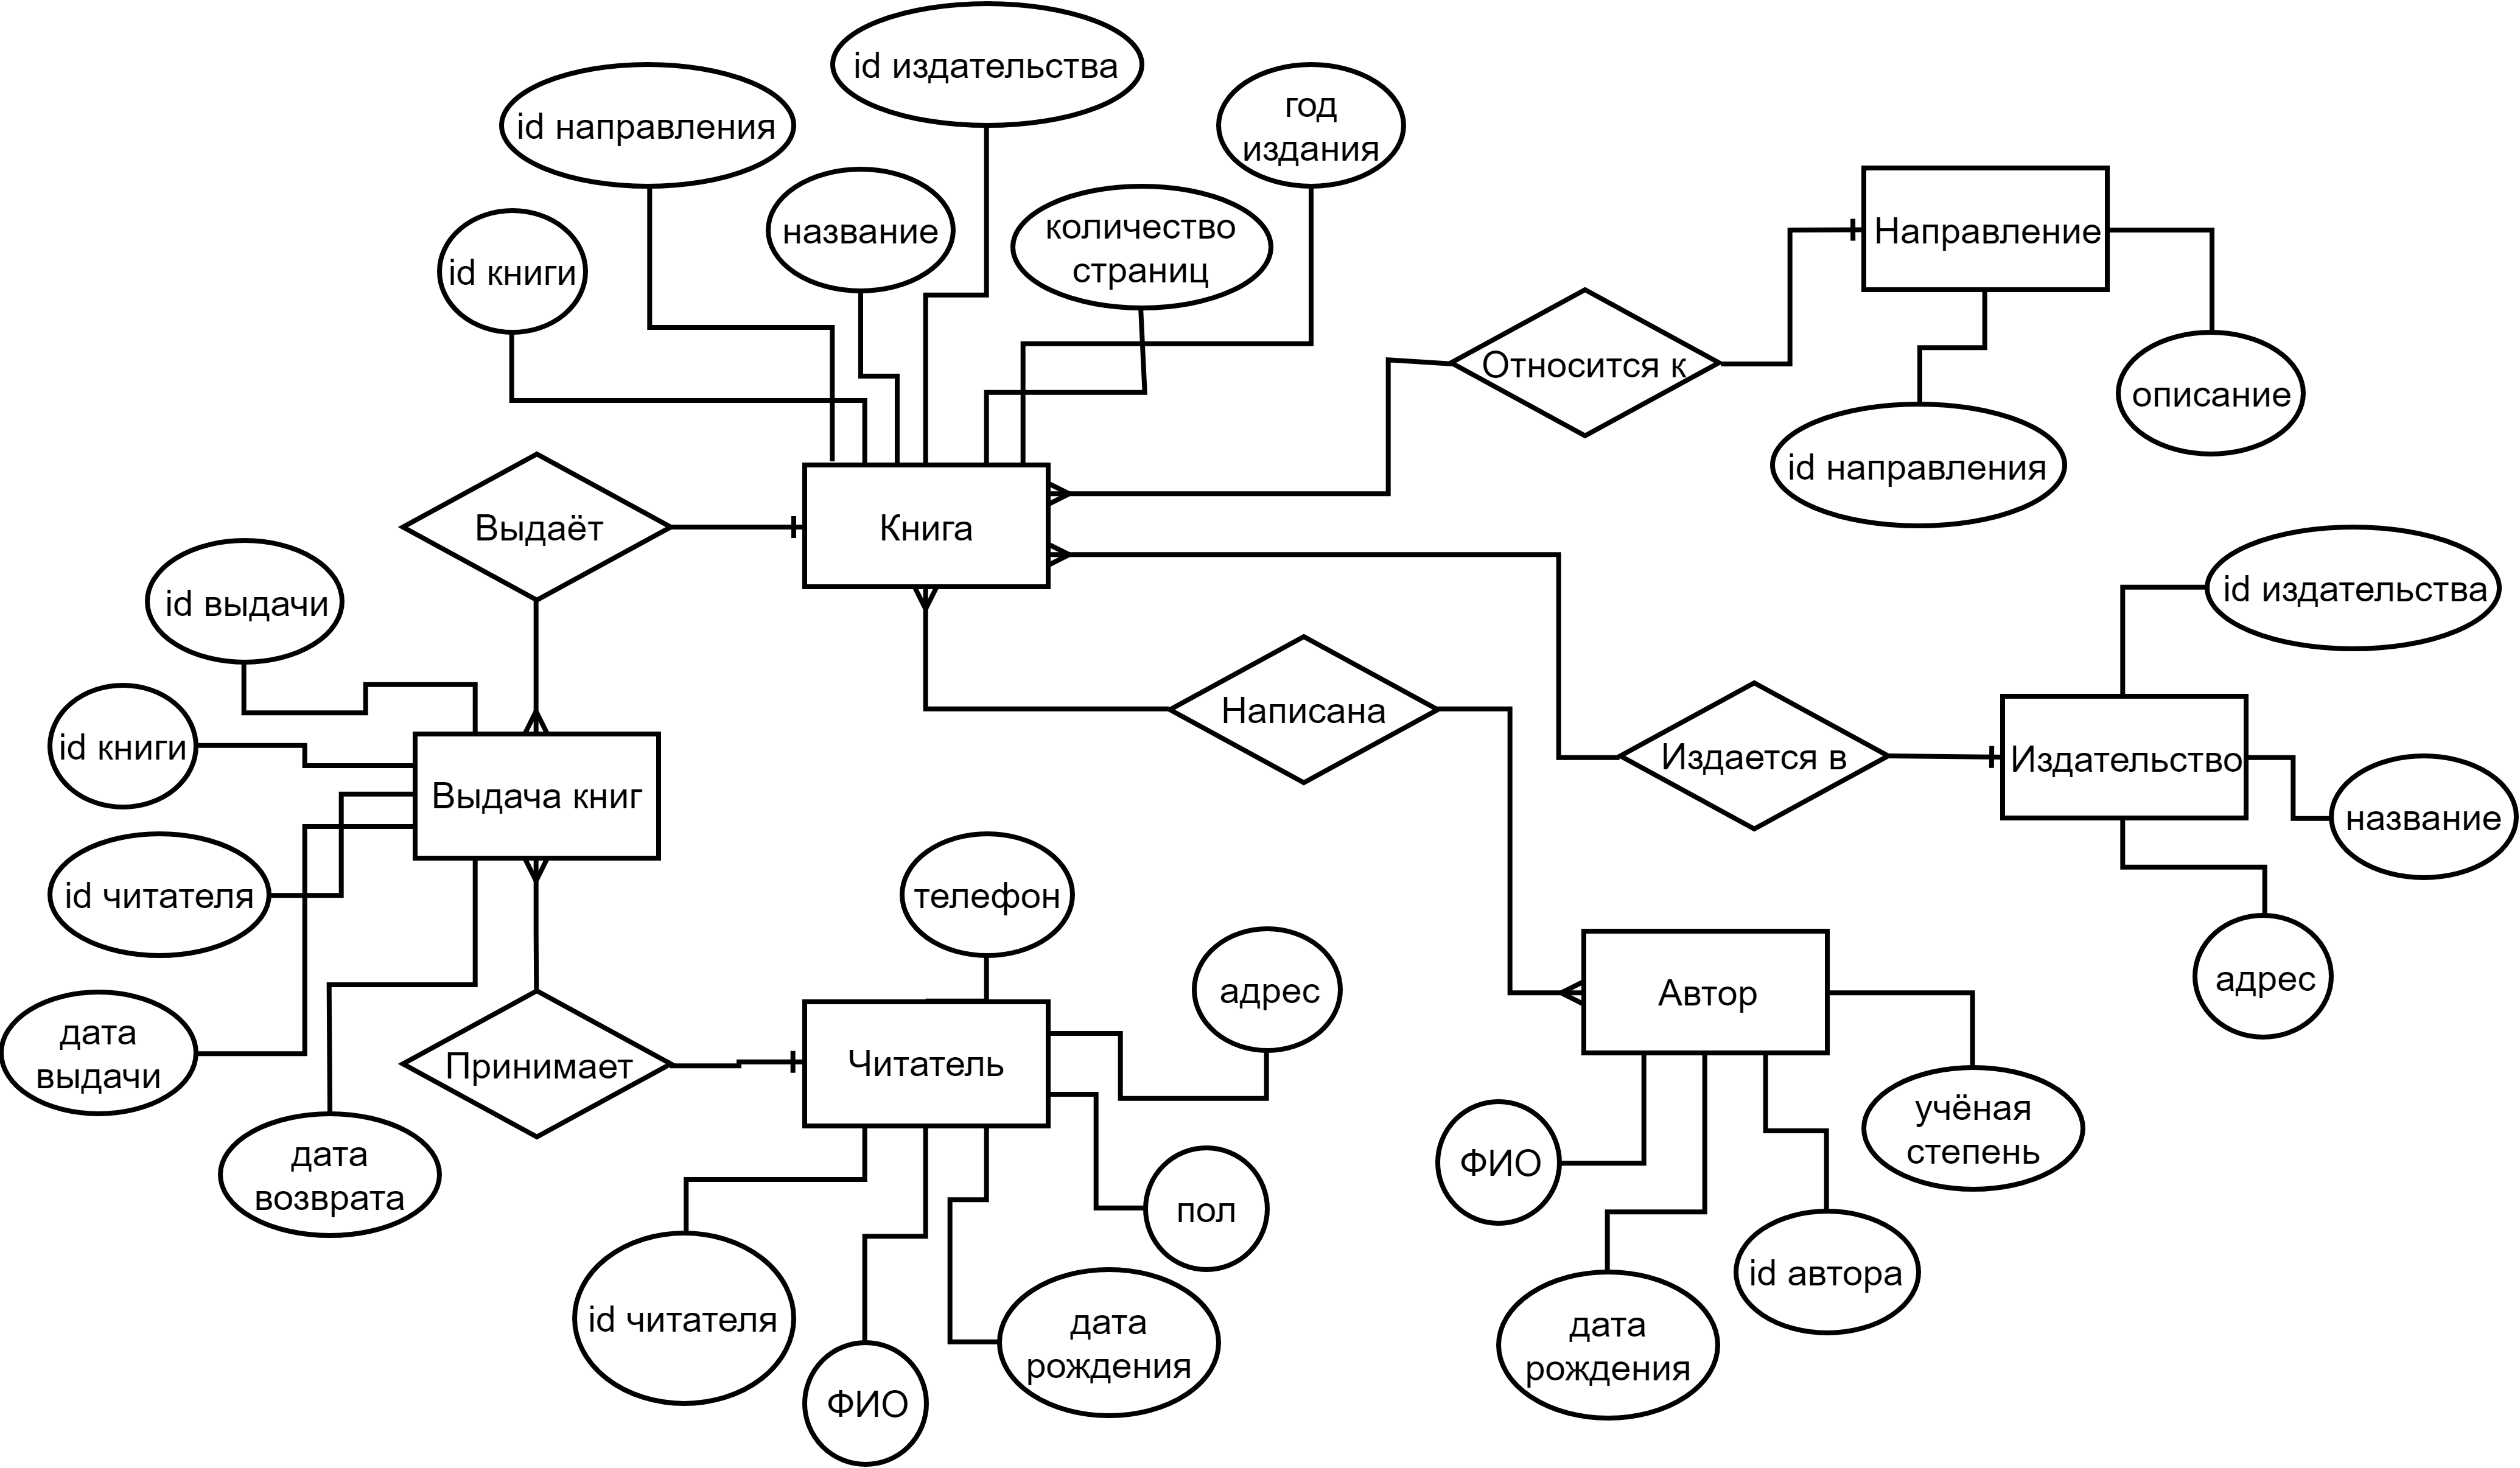 id издательства
id направления
год
издания
название
количество
страниц
id книги
Направление
Относится к
описание
id направления
Выдаёт
Книга
id выдачи
id издательства
id книги
Написана
Издается в
Издательство
Выдача книг
название
id читателя
телефон
адрес
Автор
адрес
дата
выдачи
Принимает
Читатель
учёная
степень
дата
возврата
ФИО
пол
id автора
id читателя
дата
рождения
дата
рождения
ФИО